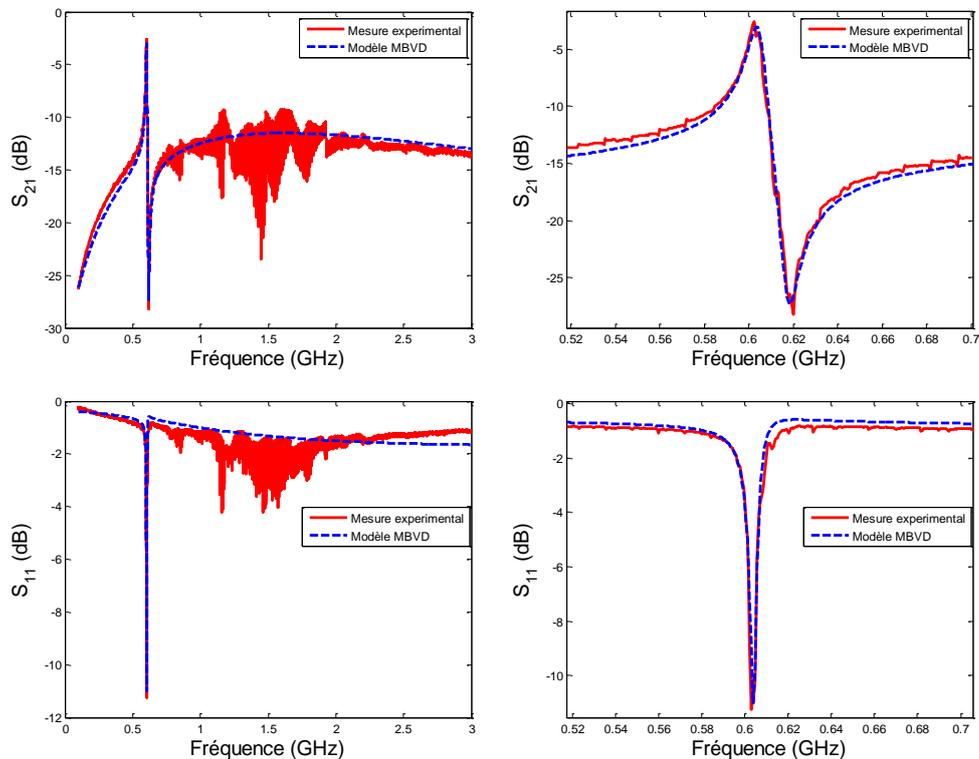 0
-5
-10
-15
-20
-25
-30
0 0.5 1 1.5 2 2.5 3
S21 (dB)
Fréquence (GHz)
Mesure experimental
Modèle MBVD
-5
-10
-15
-20
-25
0.52 0.54 0.56 0.58 0.6 0.62 0.64 0.66 0.68 0.7
S21 (dB)
Fréquence (GHz)
Mesure experimental
Modèle MBVD
0
-2
-4
-6
-8
-10
-12
0 0.5 1 1.5 2 2.5 3
S11 (dB)
Fréquence (GHz)
Mesure experimental
Modèle MBVD
0
-2
-4
-6
-8
-10
0.52 0.54 0.56 0.58 0.6 0.62 0.64 0.66 0.68 0.7
S11 (dB)
Fréquence (GHz)
Mesure experimental
Modèle MBVD